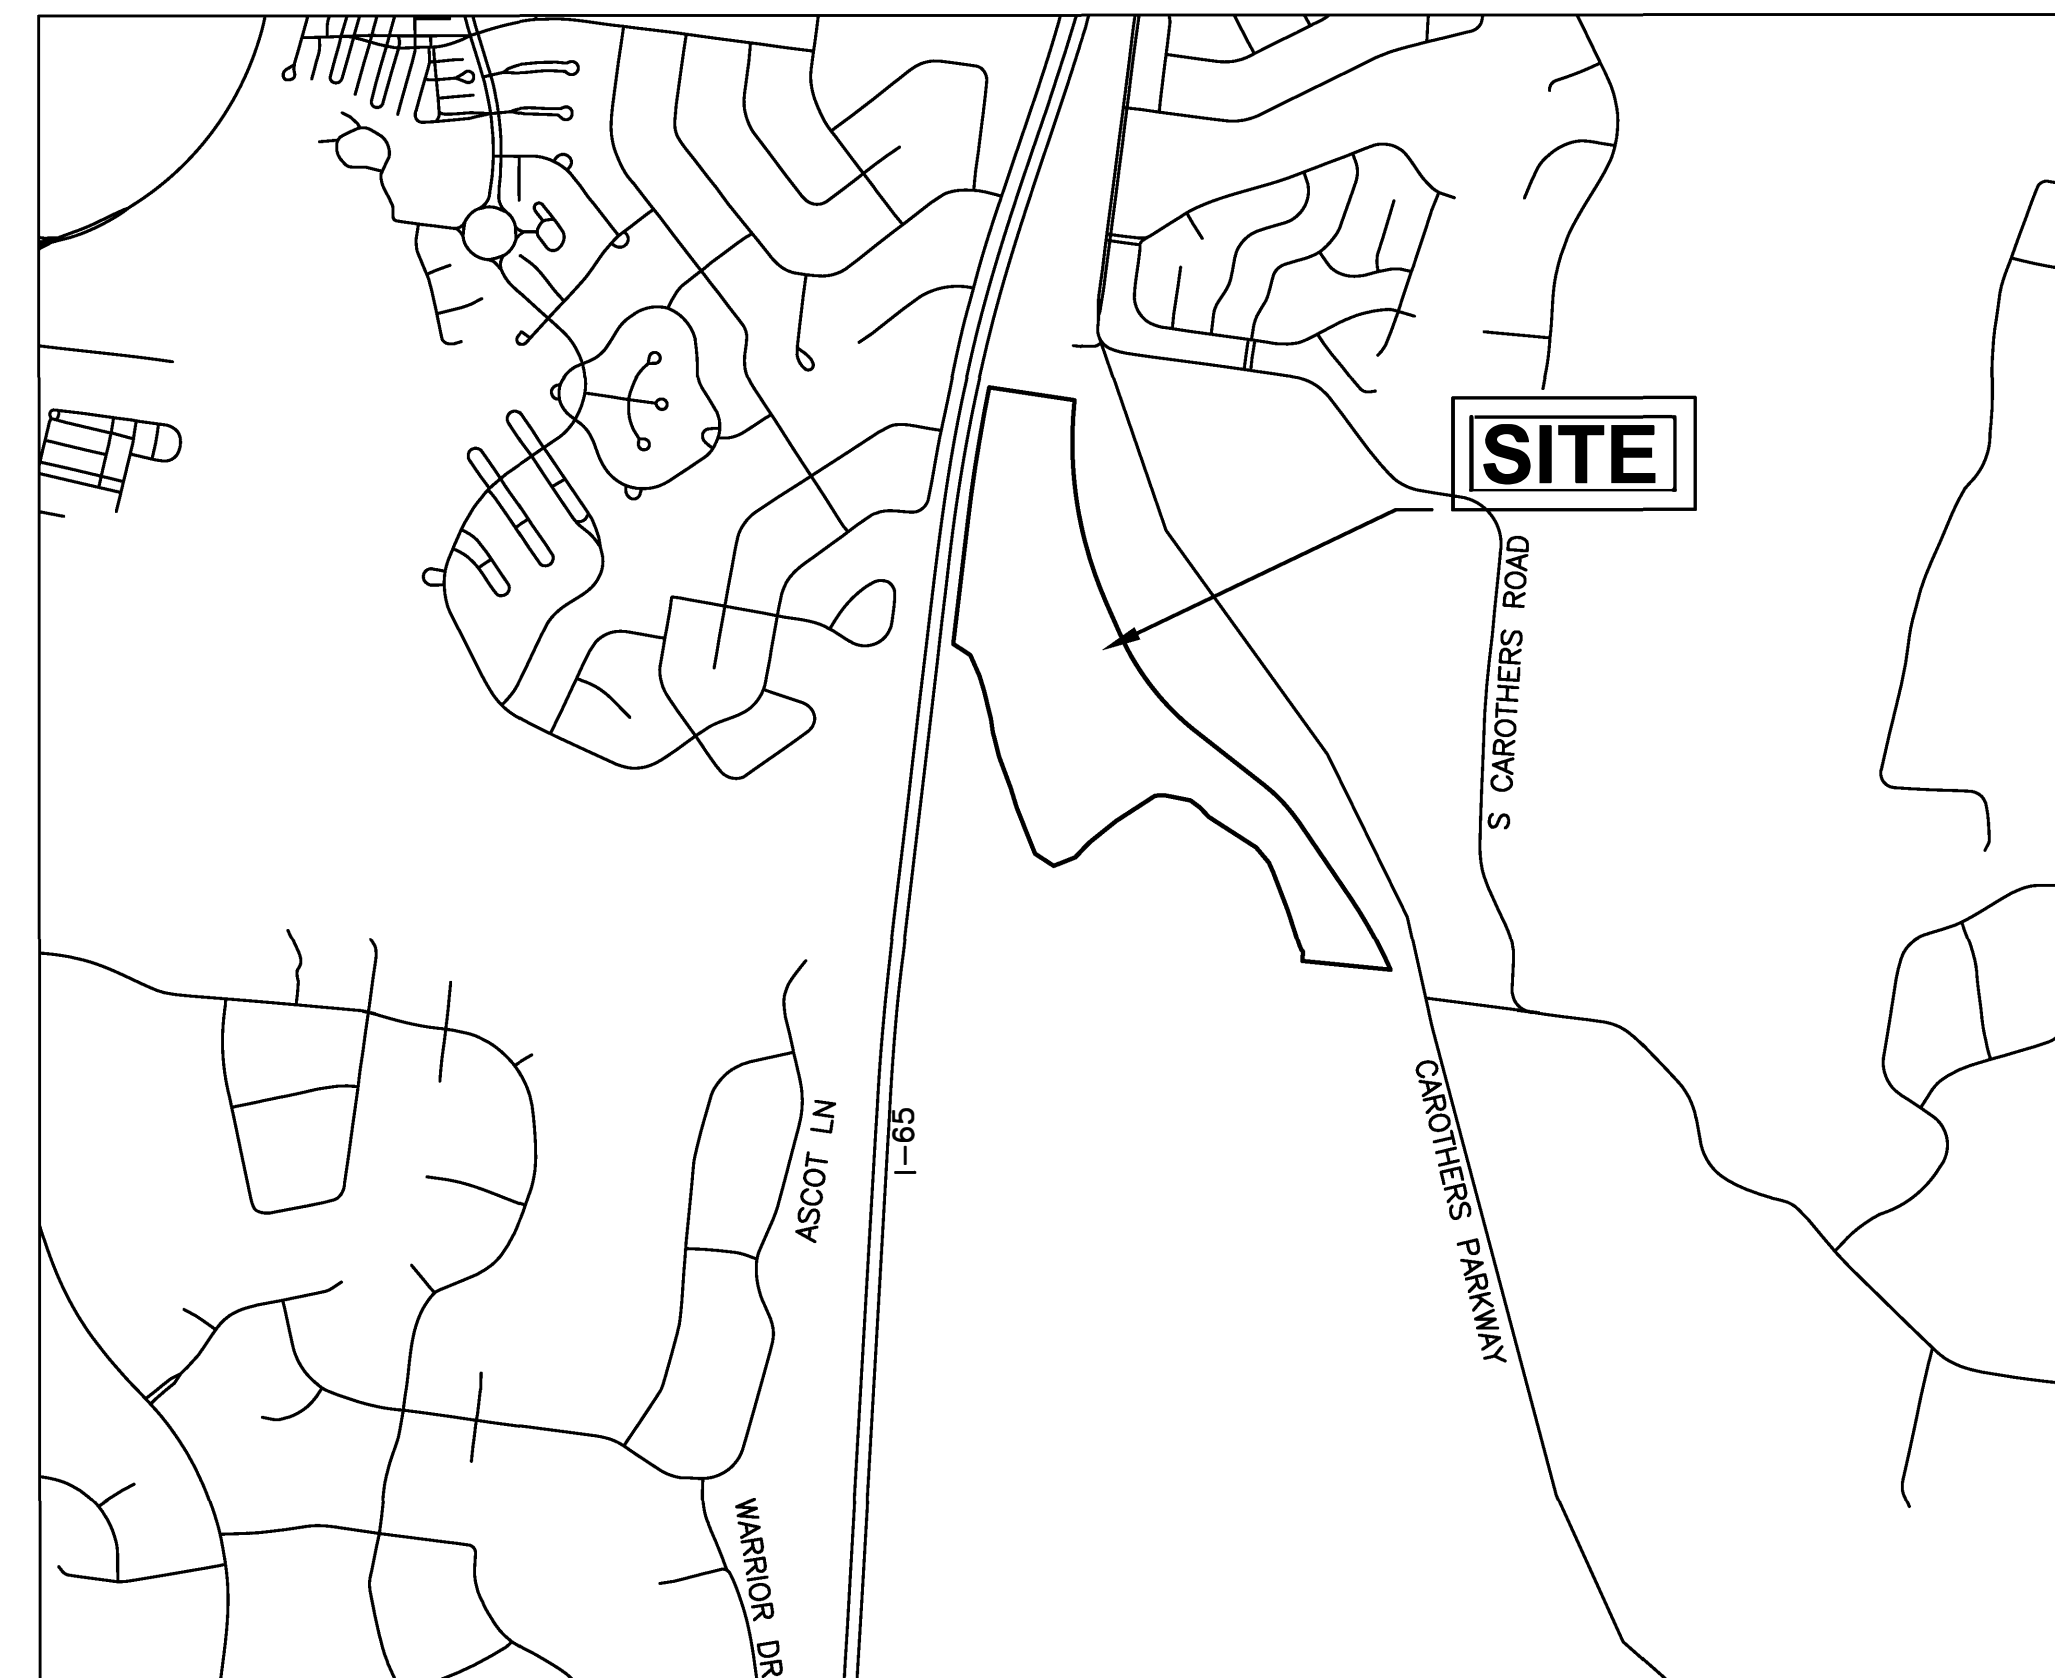 SITE
S CAROTHERS ROAD
CAROTHERS PARKWAY
I-65
ASCOT LN
WARRIOR DR